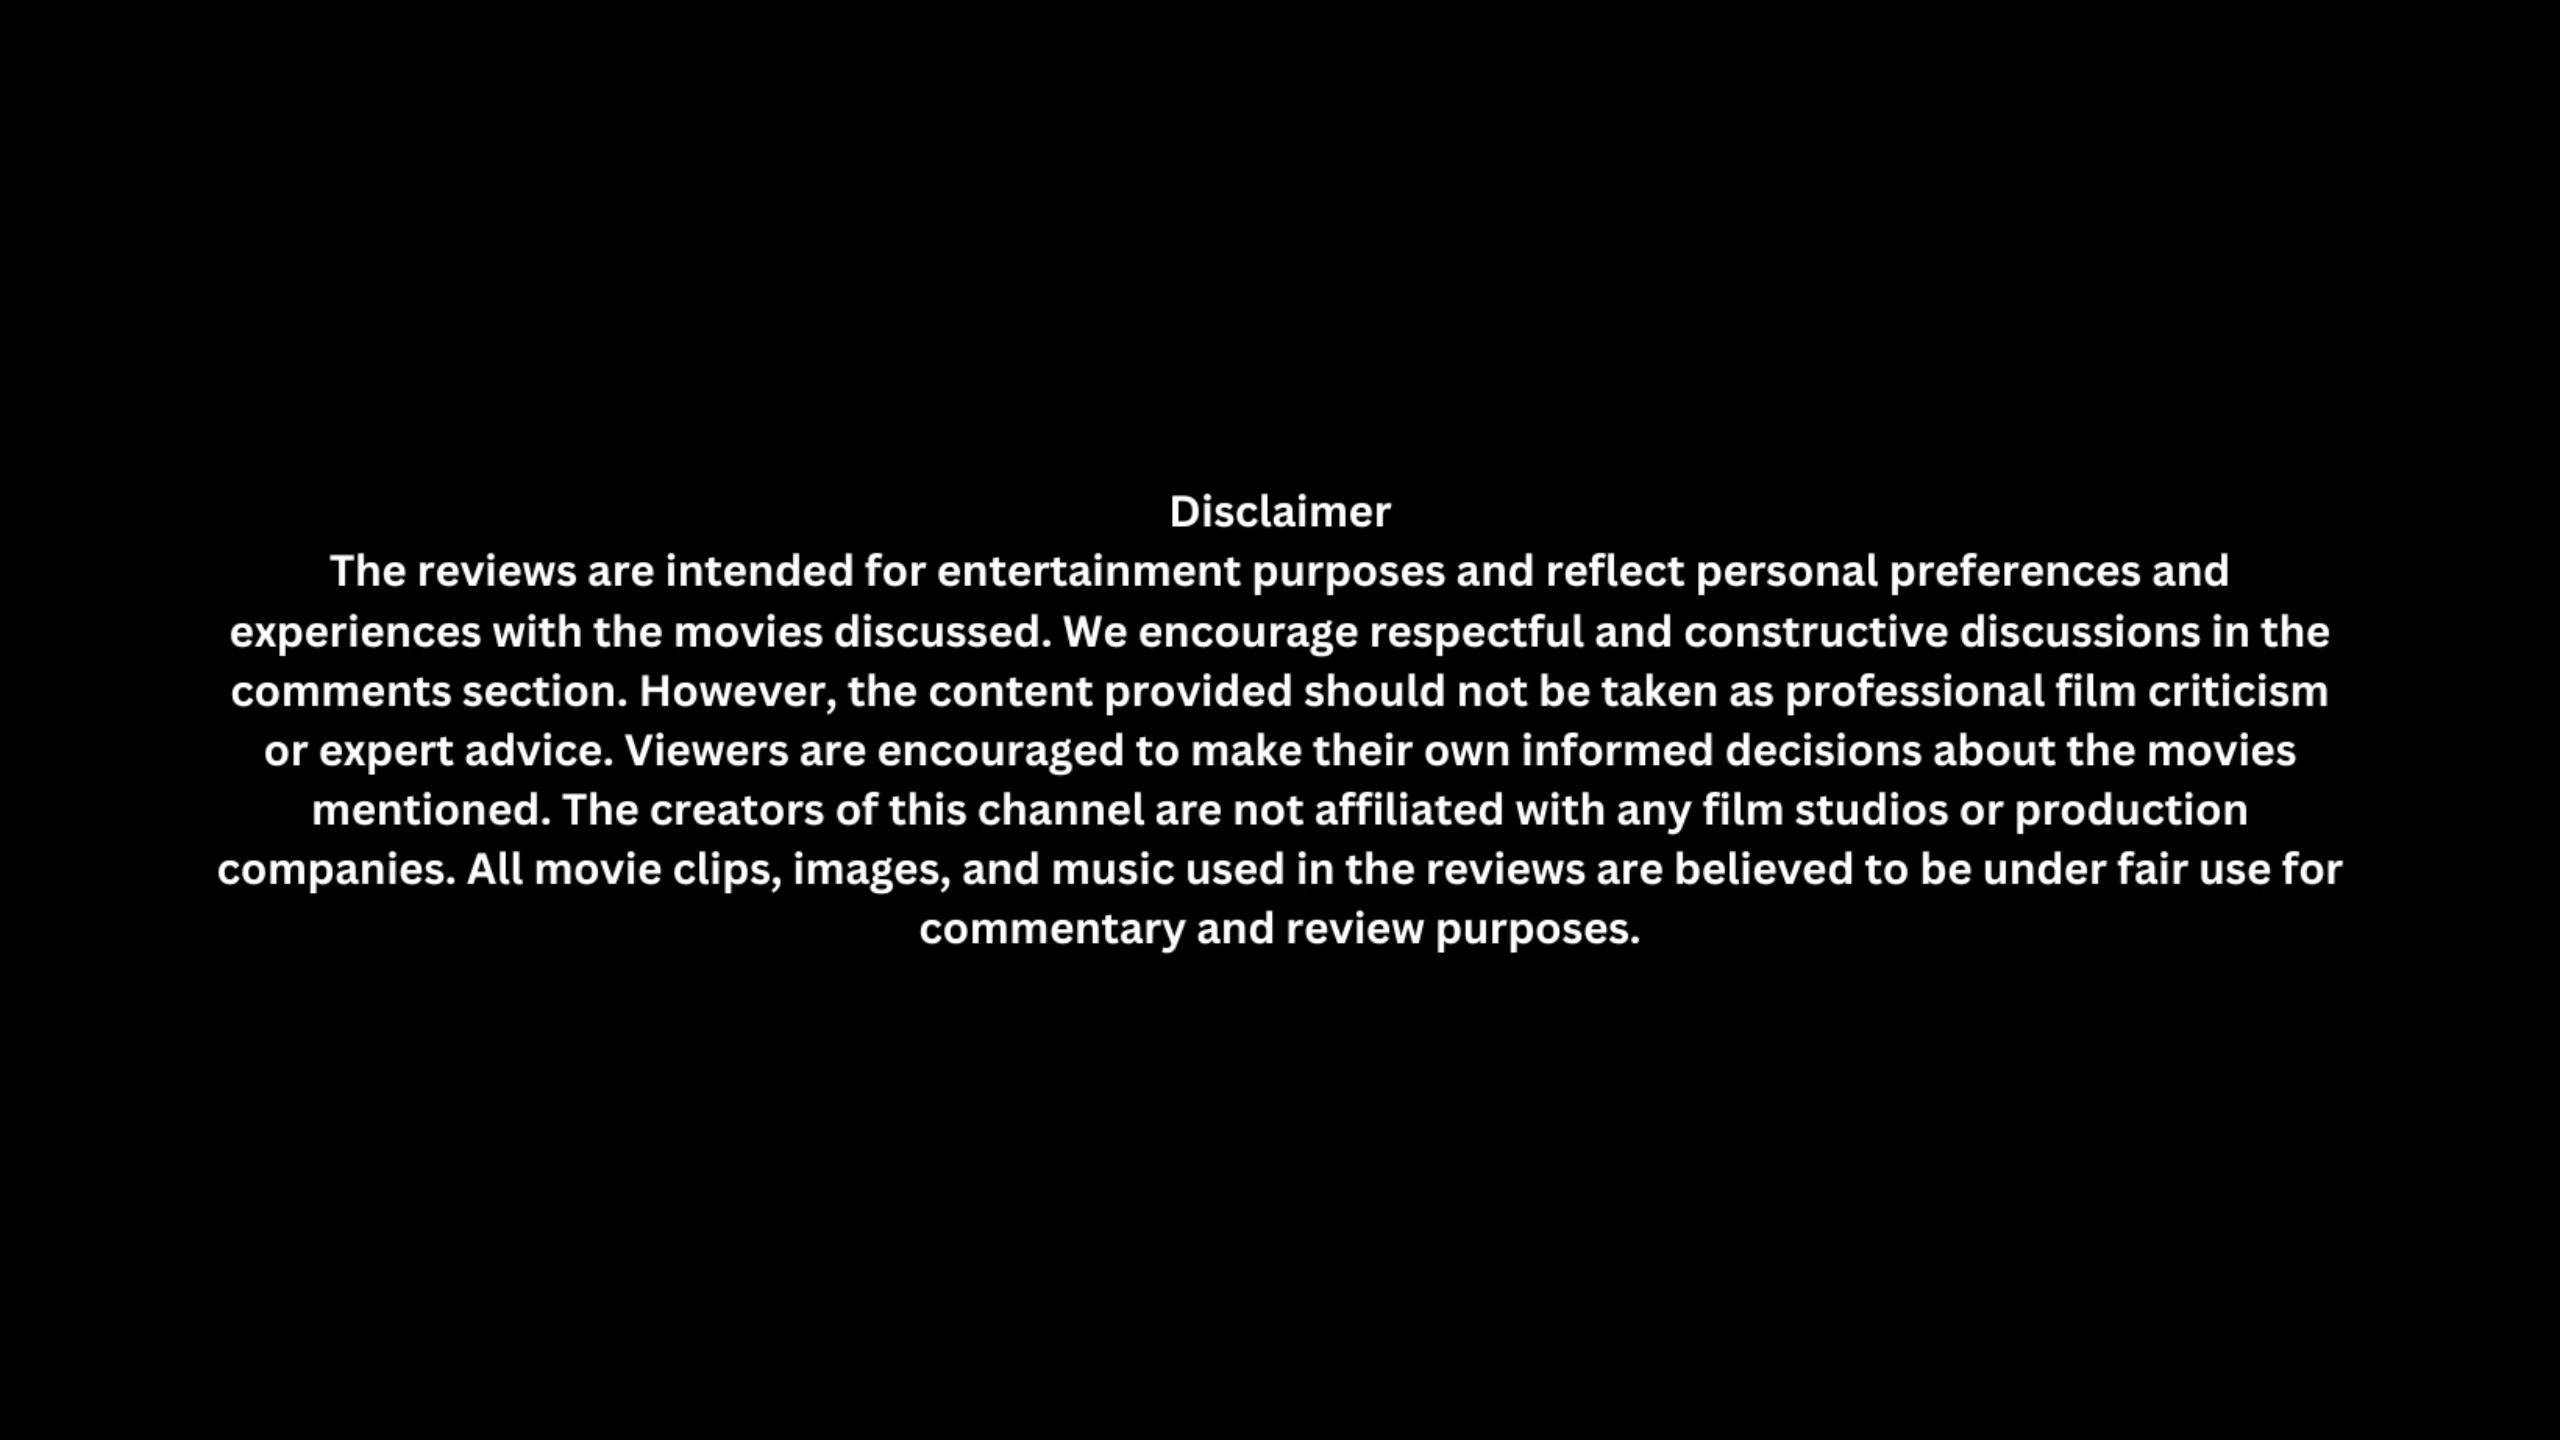 Disclaimer
The reviews are intended for entertainment purposes and reflect personal preferences and
experiences with the movies discussed. We encourage respectful and constructive discussions in the
comments section. However, the content provided should not be taken as professional film criticism
or expert advice. Viewers are encouraged to make their own informed decisions about the movies
mentioned. The creators of this channel are not affiliated with any film studios or production
companies. All movie clips, images, and music used in the reviews are believed to be under fair use for
commentary and review purposes.